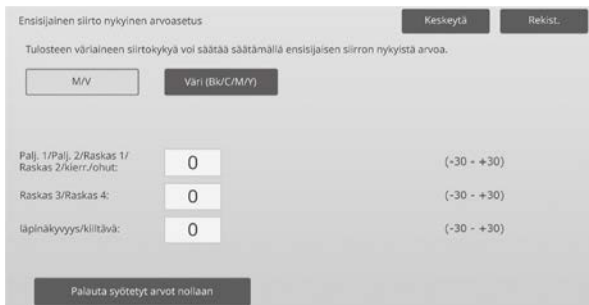 Ensisijainen siirto nykyinen arvoasetus
Keskeytä
Rekist.
Tulosteen väriaineen siirtokykyä voi säätää säätämällä ensisijaisen siirron nykyistä arvoa.
M/V
Väri (Bk/C/M/Y)
Palj. 1/Palj. 2/Raskas 1/
Raskas 2/kierr./ohut:
0
(-30 - +30)
Raskas 3/Raskas 4:
0
(-30 - +30)
läpinäkyvyys/kiiltävä:
0
(-30 - +30)
Palauta syötetyt arvot nollaan